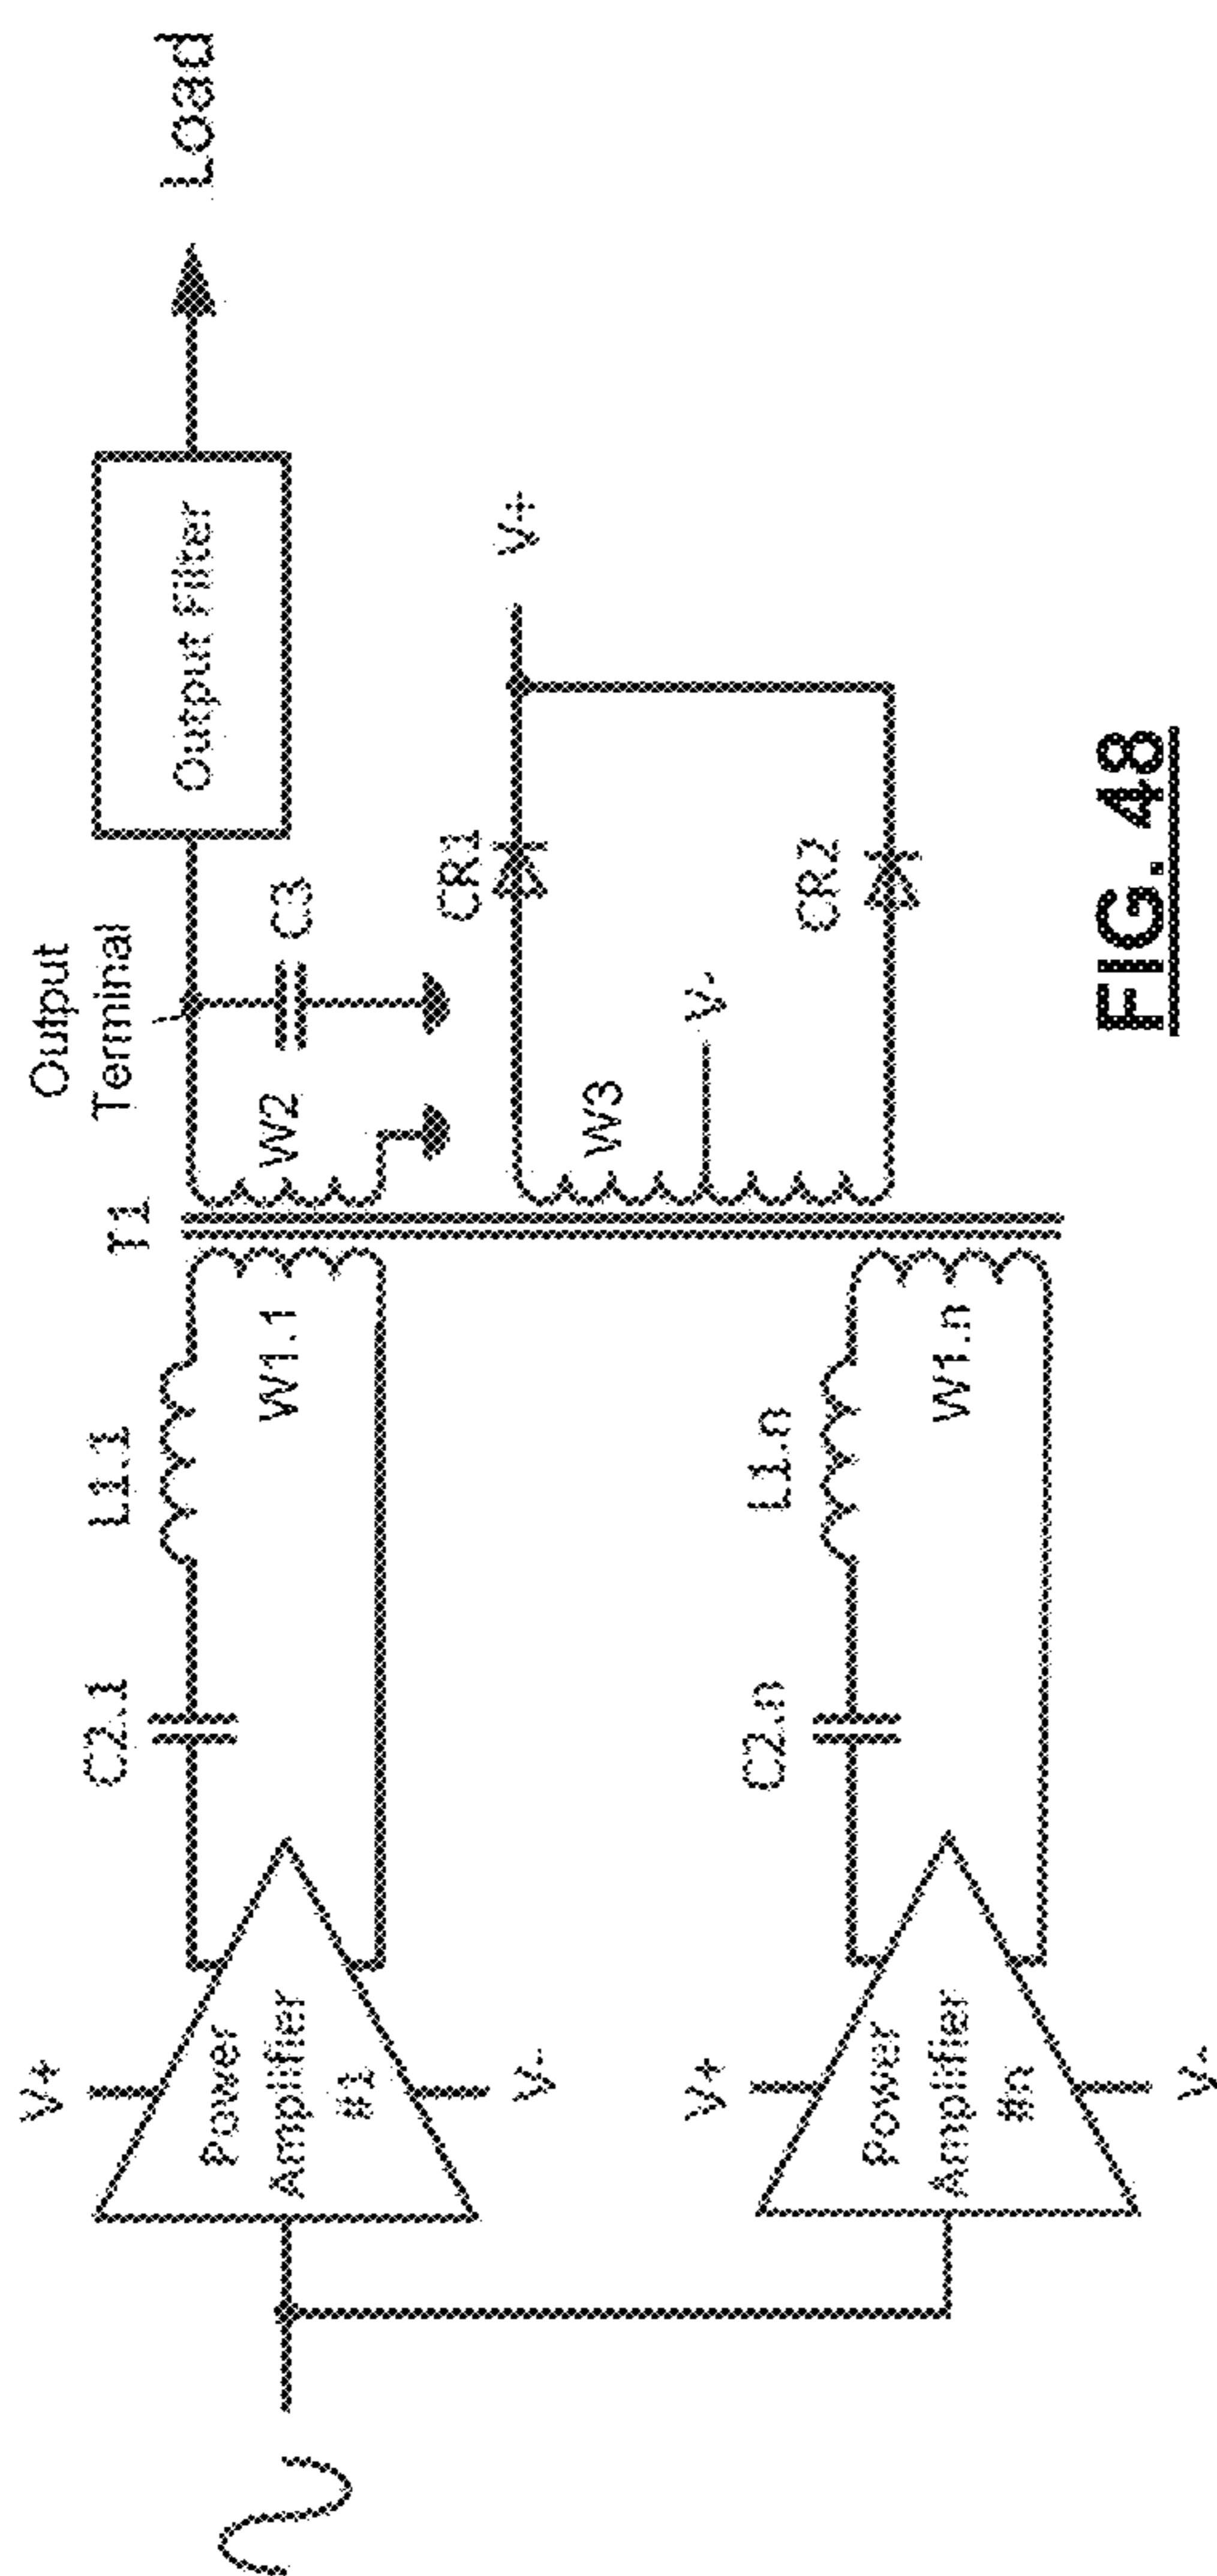 V+
Power
Amplifier
#1
V-
C2.1
L1.1
W1.1
T1
W2
Output
Terminal
C3
Output Filter
Load
CR1
V+
W3
V-
CR2
V+
Power
Amplifier
#n
V-
C2.n
L1.n
W1.n
FIG. 48